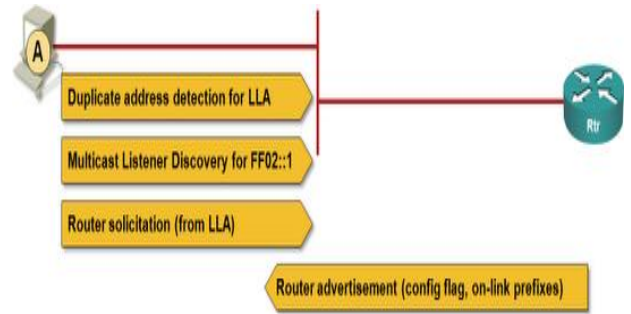 A
Duplicate address detection for LLA
Rtr
Multicast Listener Discovery for FF02::1
Router solicitation (from LLA)
Router advertisement (config flag, on-link prefixes)